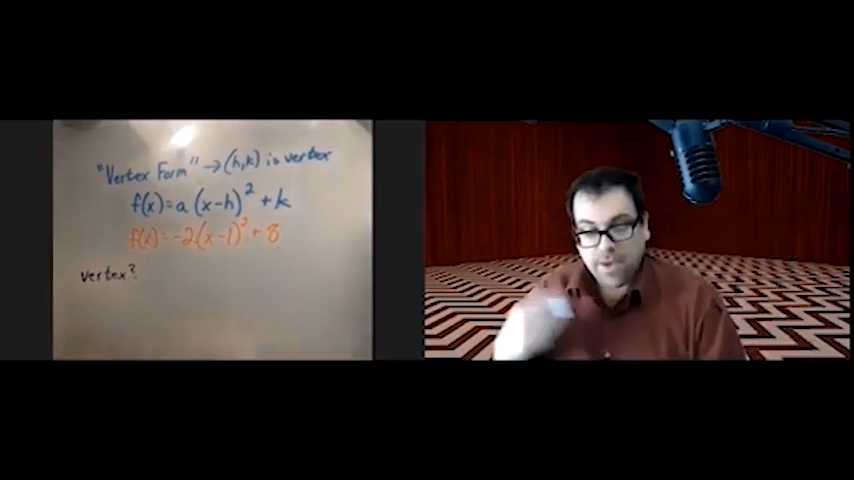 "Vertex Form" → (h,k) is vertex
f(x)=a(x-h)² + k
f(x)=-2(x-1)² + 8
vertex?